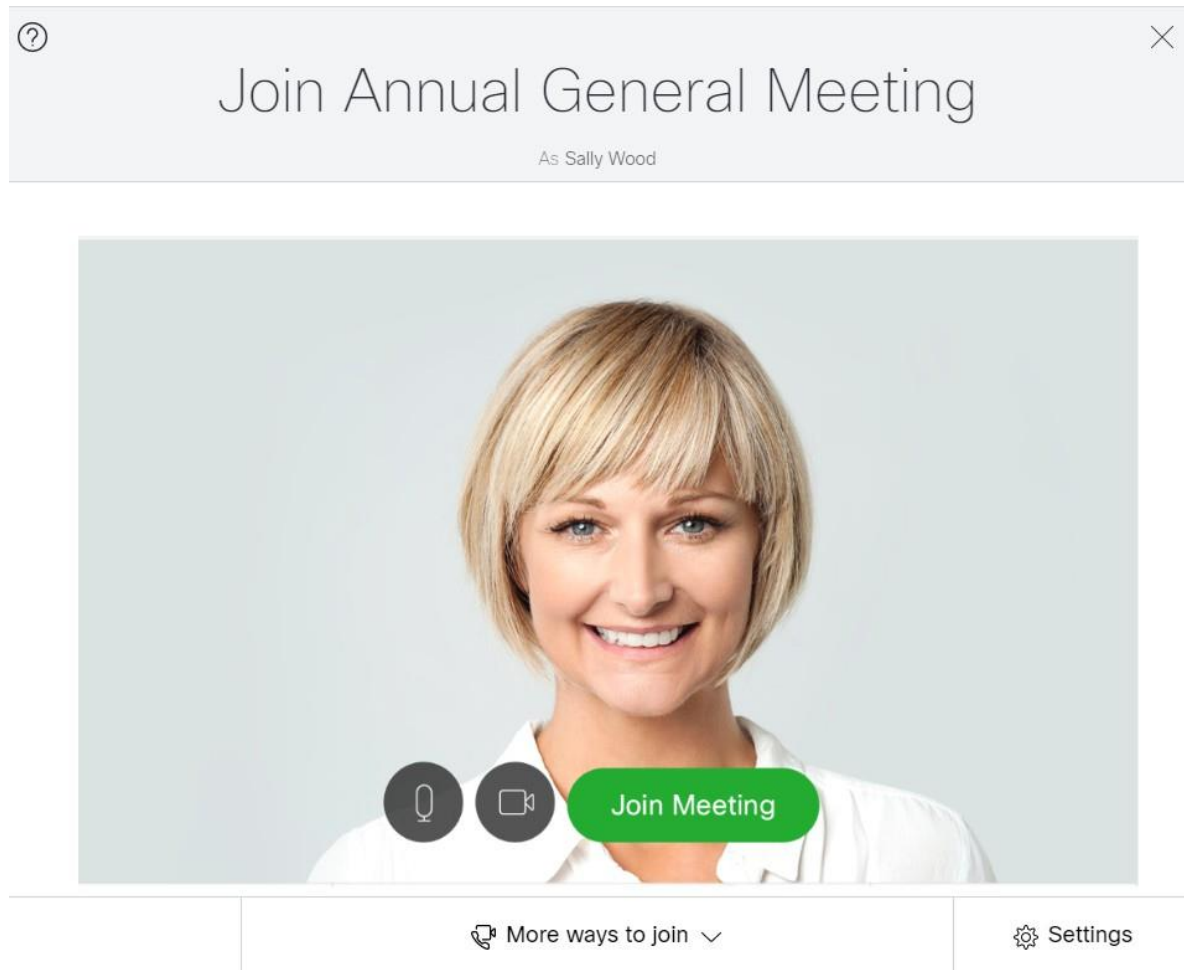 Join Annual General Meeting
As Sally Wood
Join Meeting
More ways to join
Settings